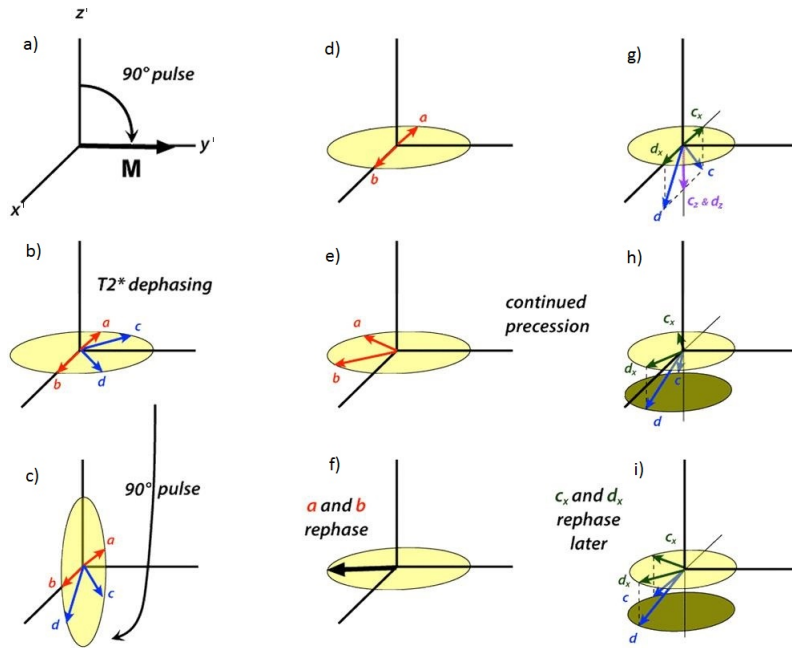 a)
z'
90° pulse
M
y'
x'
b)
T2* dephasing
a
c
b
d
c)
90° pulse
a
b
c
d
d)
a
b
e)
a
b
continued
precession
f)
a and b
rephase
g)
cx
dx
c
d
cz & dz
h)
cx
dx
c
d
i)
cx and dx
rephase
later
cx
dx
c
d